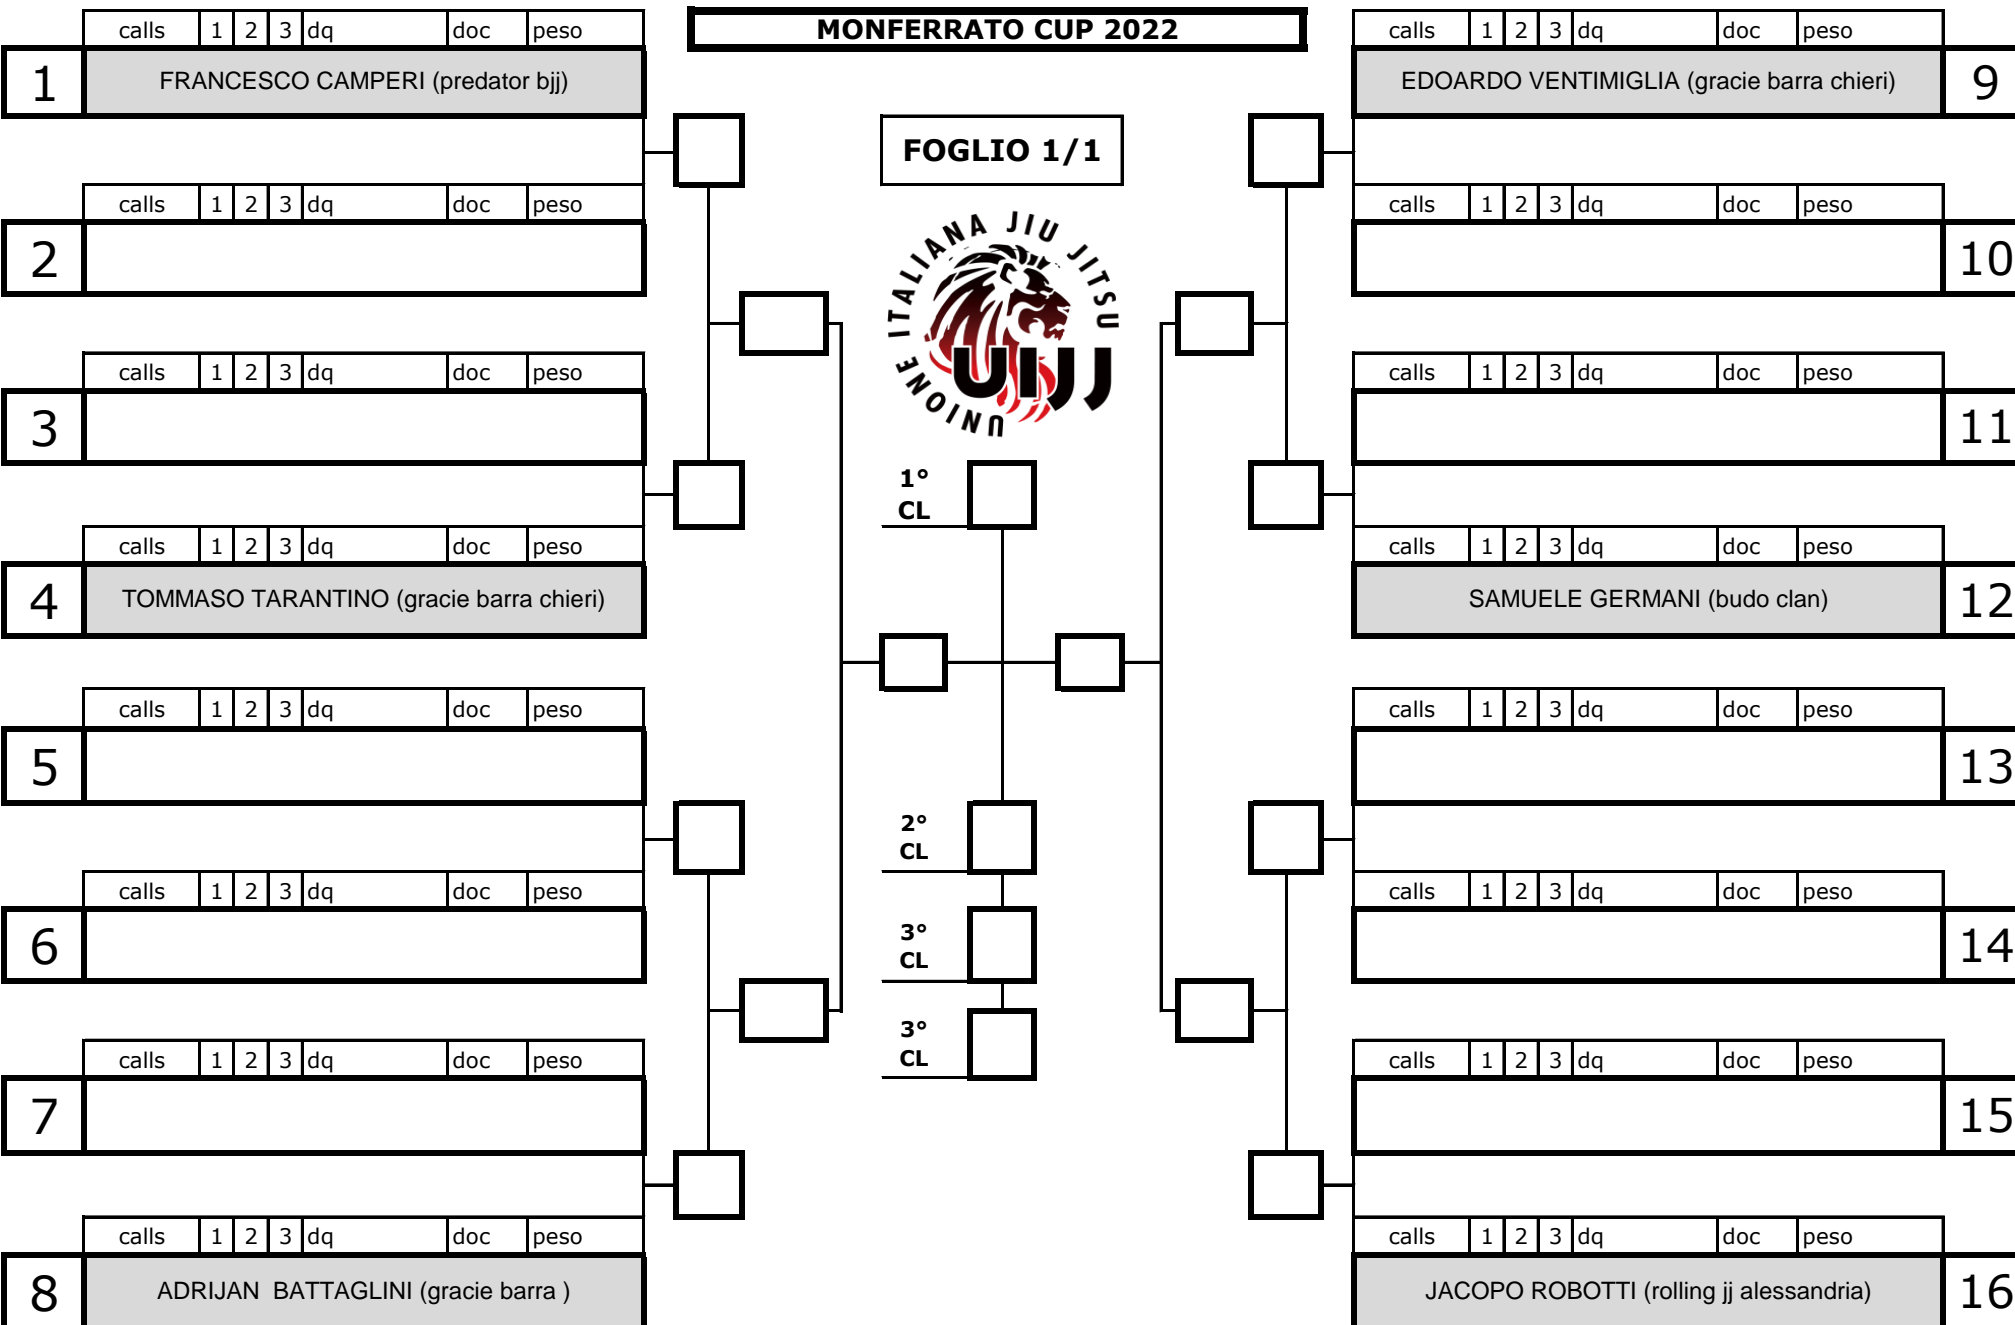 MONFERRATO CUP 2022
FOGLIO 1/1
UNIONE ITALIANA JIU JITSU
UIJJ
calls 1 2 3 dq doc peso
1 FRANCESCO CAMPERI (predator bjj)
calls 1 2 3 dq doc peso
2
calls 1 2 3 dq doc peso
3
calls 1 2 3 dq doc peso
4 TOMMASO TARANTINO (gracie barra chieri)
calls 1 2 3 dq doc peso
5
calls 1 2 3 dq doc peso
6
calls 1 2 3 dq doc peso
7
calls 1 2 3 dq doc peso
8 ADRIJAN  BATTAGLINI (gracie barra )
1°
CL
2°
CL
3°
CL
3°
CL
calls 1 2 3 dq doc peso
EDOARDO VENTIMIGLIA (gracie barra chieri) 9
calls 1 2 3 dq doc peso
10
calls 1 2 3 dq doc peso
11
calls 1 2 3 dq doc peso
SAMUELE GERMANI (budo clan) 12
calls 1 2 3 dq doc peso
13
calls 1 2 3 dq doc peso
14
calls 1 2 3 dq doc peso
15
calls 1 2 3 dq doc peso
JACOPO ROBOTTI (rolling jj alessandria) 16